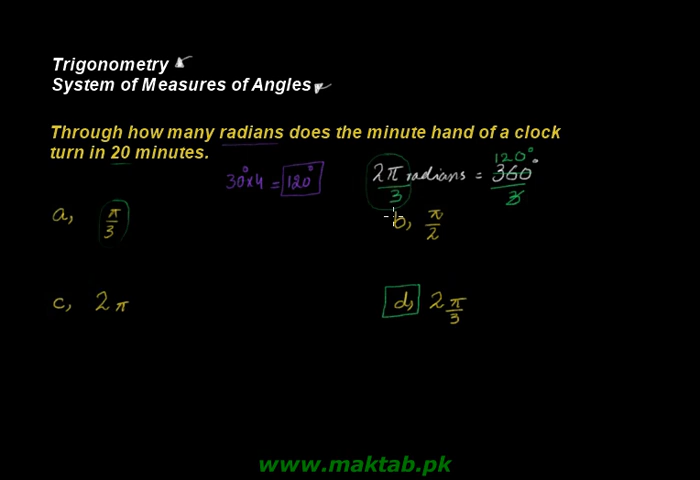 Trigonometry
System of Measures of Angles
Through how many radians does the minute hand of a clock
turn in 20 minutes.
30° x 4 = 120°
2π/3 radians = 360°/3 120°
a, π/3
b, π/2
c, 2π
d, 2π/3
www.maktab.pk